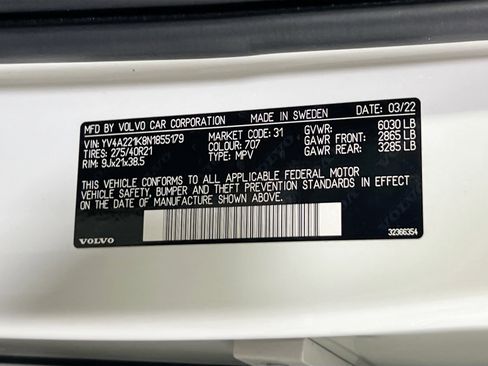 MFD BY VOLVO CAR CORPORATION MADE IN SWEDEN DATE: 03/22
VIN: YV4A221K8N1855179 MARKET CODE: 31 GVWR: 6030 LB
TIRES: 275/40R21 COLOUR: 707 GAWR FRONT: 2865 LB
RIM: 9Jx21x38.5 TYPE: MPV GAWR REAR: 3285 LB
THIS VEHICLE CONFORMS TO ALL APPLICABLE FEDERAL MOTOR
VEHICLE SAFETY, BUMPER AND THEFT PREVENTION STANDARDS IN EFFECT
ON THE DATE OF MANUFACTURE SHOWN ABOVE.
VOLVO 32366354